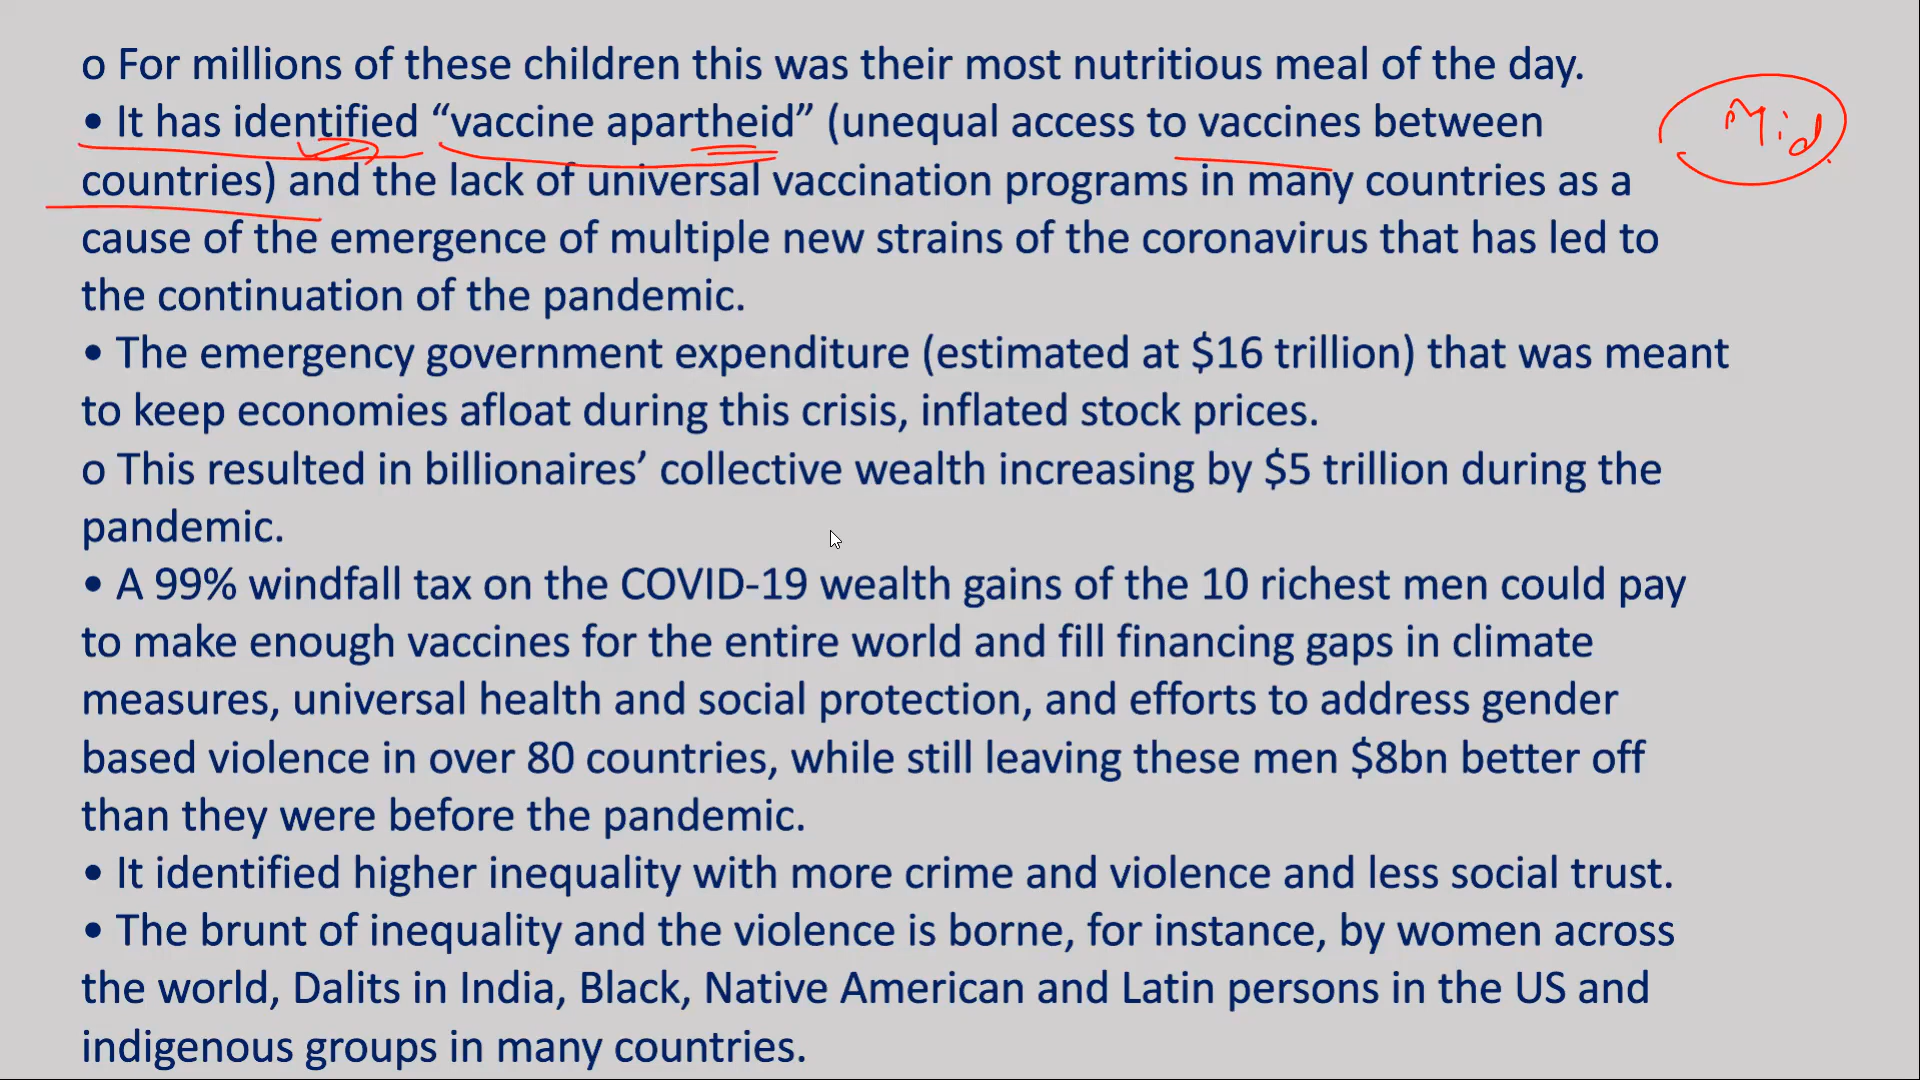 o For millions of these children this was their most nutritious meal of the day.
• It has identified “vaccine apartheid” (unequal access to vaccines between
Mid
countries) and the lack of universal vaccination programs in many countries as a
cause of the emergence of multiple new strains of the coronavirus that has led to
the continuation of the pandemic.
• The emergency government expenditure (estimated at $16 trillion) that was meant
to keep economies afloat during this crisis, inflated stock prices.
o This resulted in billionaires’ collective wealth increasing by $5 trillion during the
pandemic.
• A 99% windfall tax on the COVID-19 wealth gains of the 10 richest men could pay
to make enough vaccines for the entire world and fill financing gaps in climate
measures, universal health and social protection, and efforts to address gender
based violence in over 80 countries, while still leaving these men $8bn better off
than they were before the pandemic.
• It identified higher inequality with more crime and violence and less social trust.
• The brunt of inequality and the violence is borne, for instance, by women across
the world, Dalits in India, Black, Native American and Latin persons in the US and
indigenous groups in many countries.